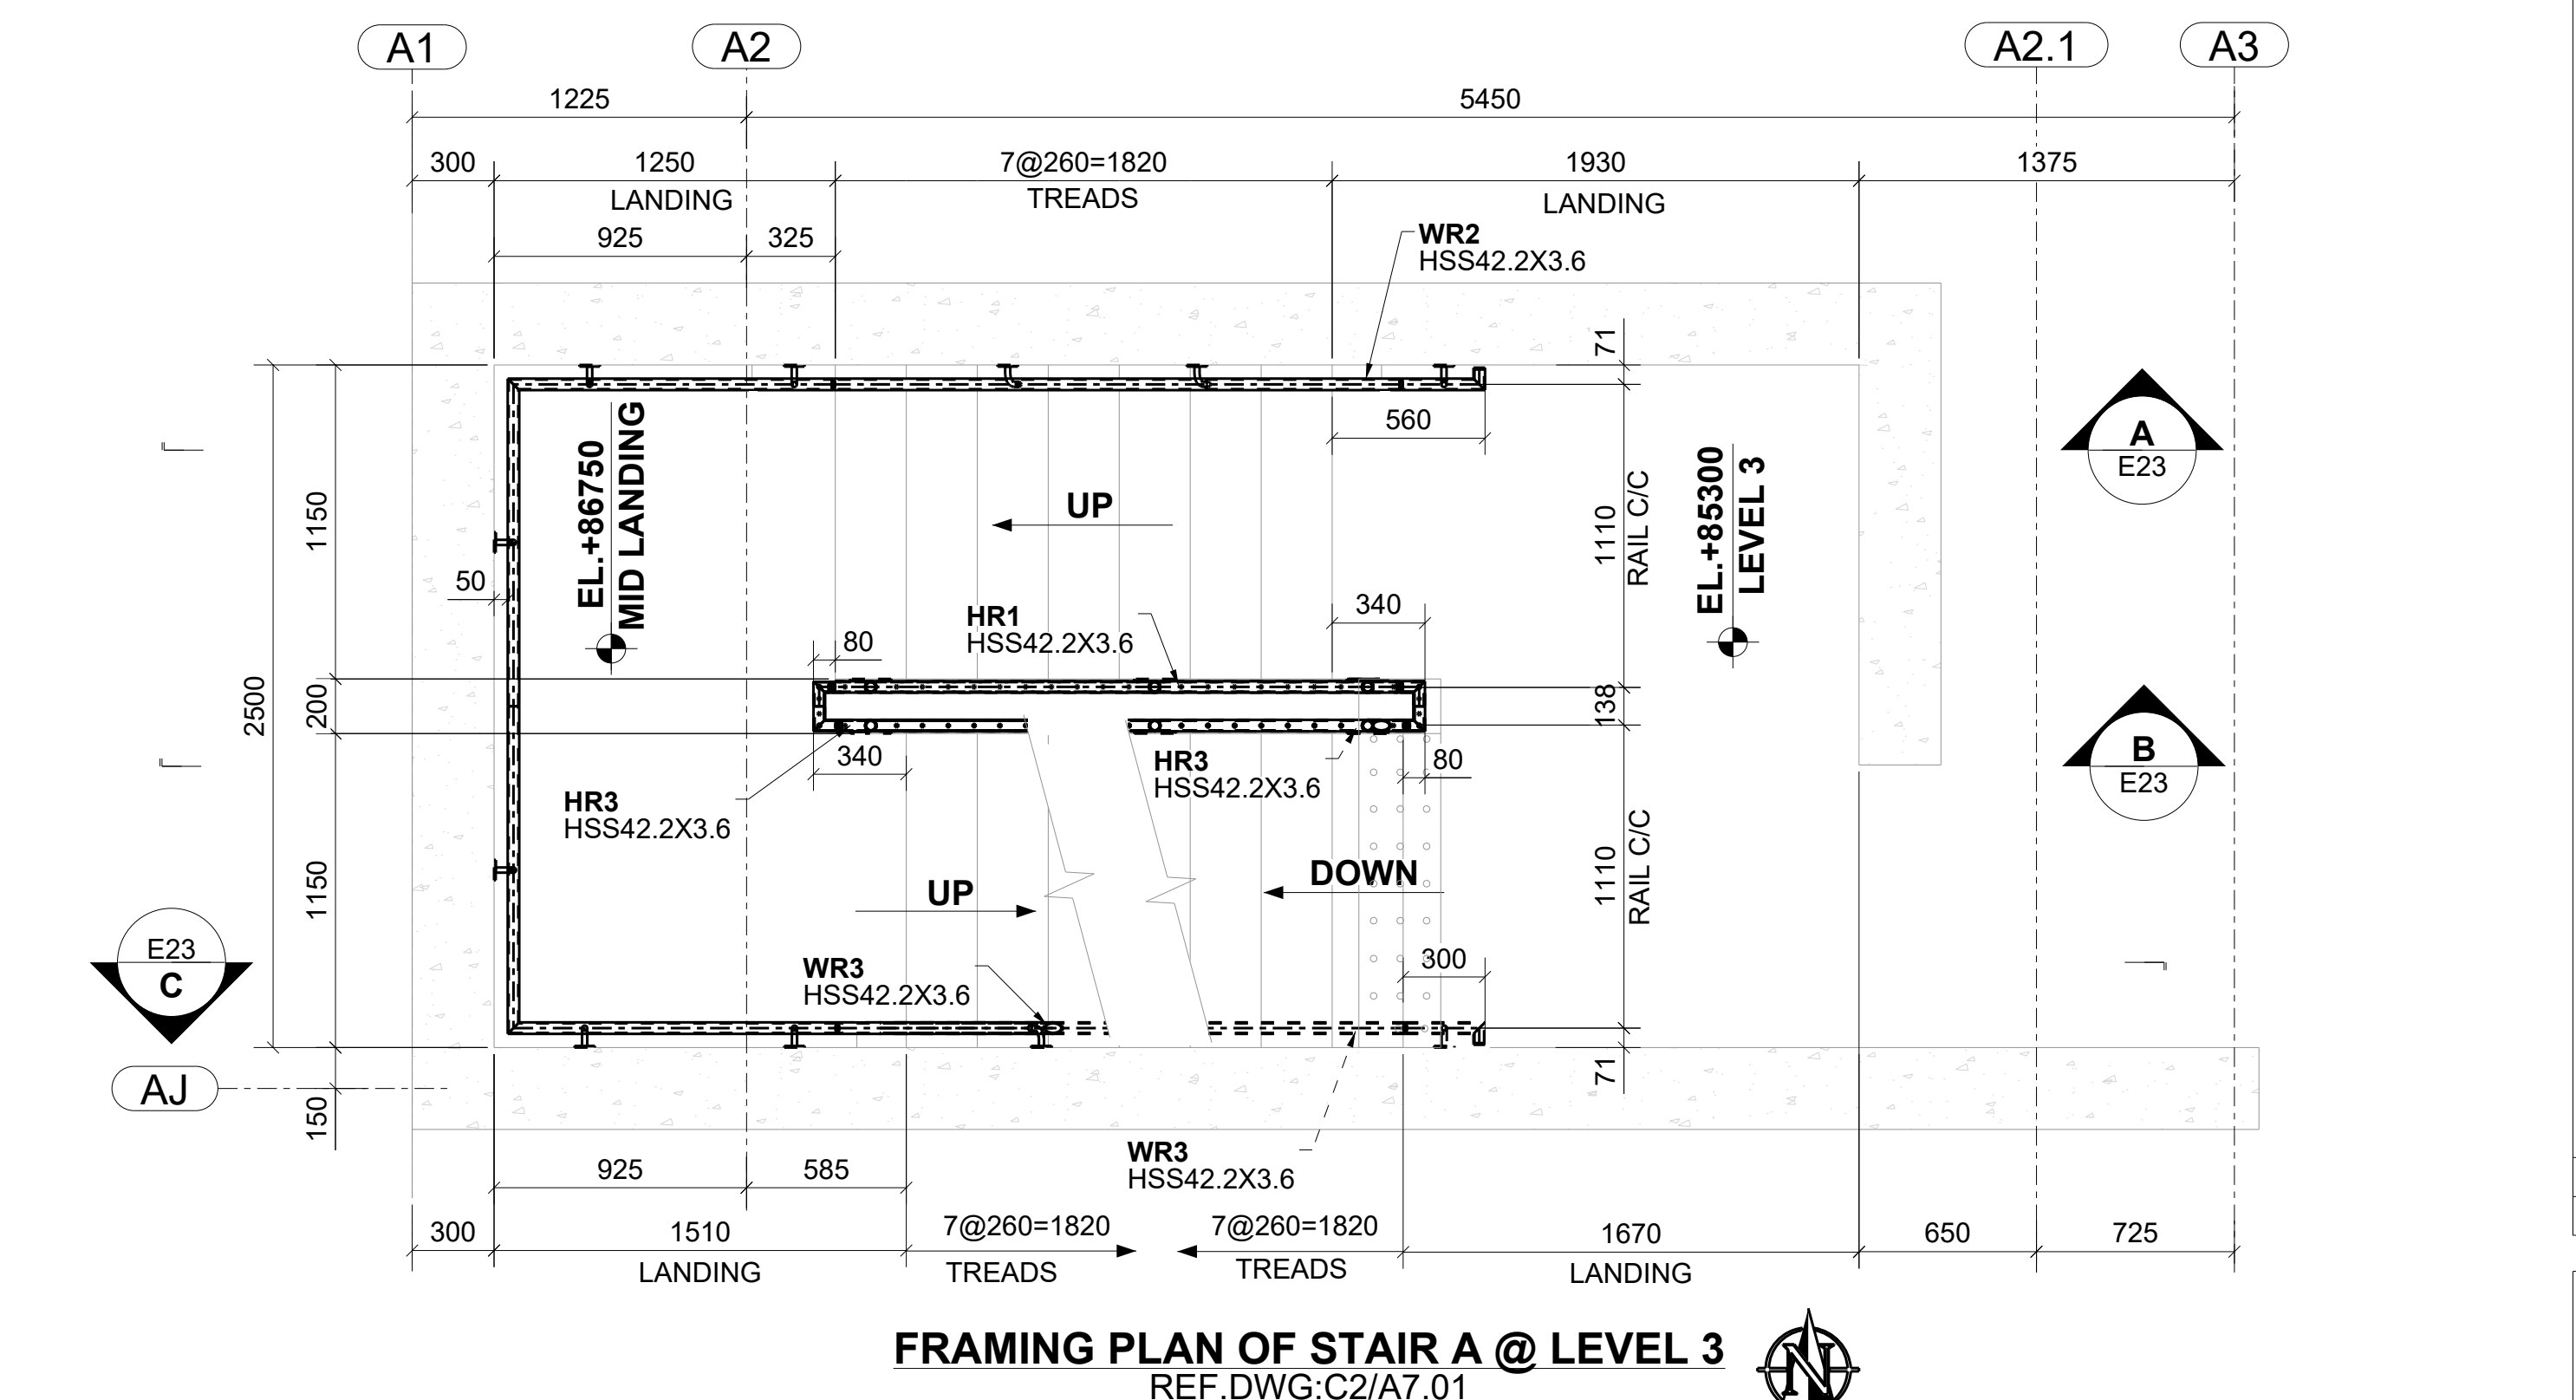 A1
A2
A2.1
A3
1225
5450
300
1250
7@260=1820
1930
1375
LANDING
TREADS
LANDING
925
325
WR2
HSS42.2X3.6
71
560
EL.+86750
MID LANDING
UP
1110
RAIL C/C
EL.+85300
LEVEL 3
A
E23
1150
50
HR1
HSS42.2X3.6
340
80
2500
200
138
B
E23
340
HR3
HSS42.2X3.6
80
HR3
HSS42.2X3.6
1150
UP
DOWN
1110
RAIL C/C
E23
C
WR3
HSS42.2X3.6
300
71
AJ
150
WR3
HSS42.2X3.6
925
585
300
1510
7@260=1820
7@260=1820
1670
650
725
LANDING
TREADS
TREADS
LANDING
FRAMING PLAN OF STAIR A @ LEVEL 3
REF.DWG:C2/A7.01
N